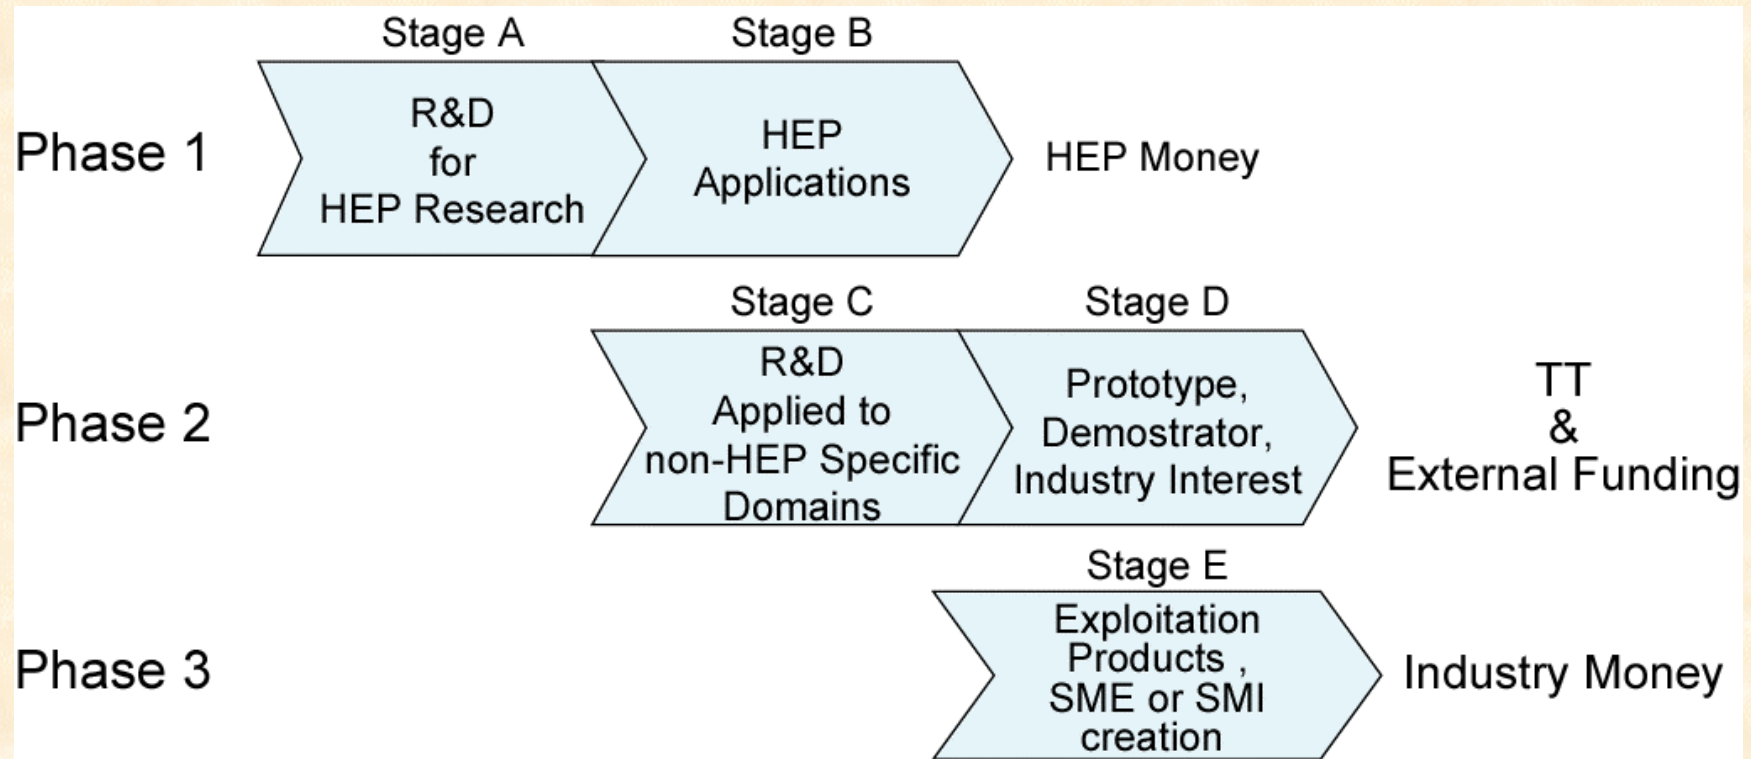 Stage A
Stage B
Phase 1
R&D
for
HEP Research
HEP
Applications
HEP Money
Stage C
Stage D
Phase 2
R&D
Applied to
non-HEP Specific
Domains
Prototype,
Demostrator,
Industry Interest
TT
&
External Funding
Stage E
Phase 3
Exploitation
Products ,
SME or SMI
creation
Industry Money